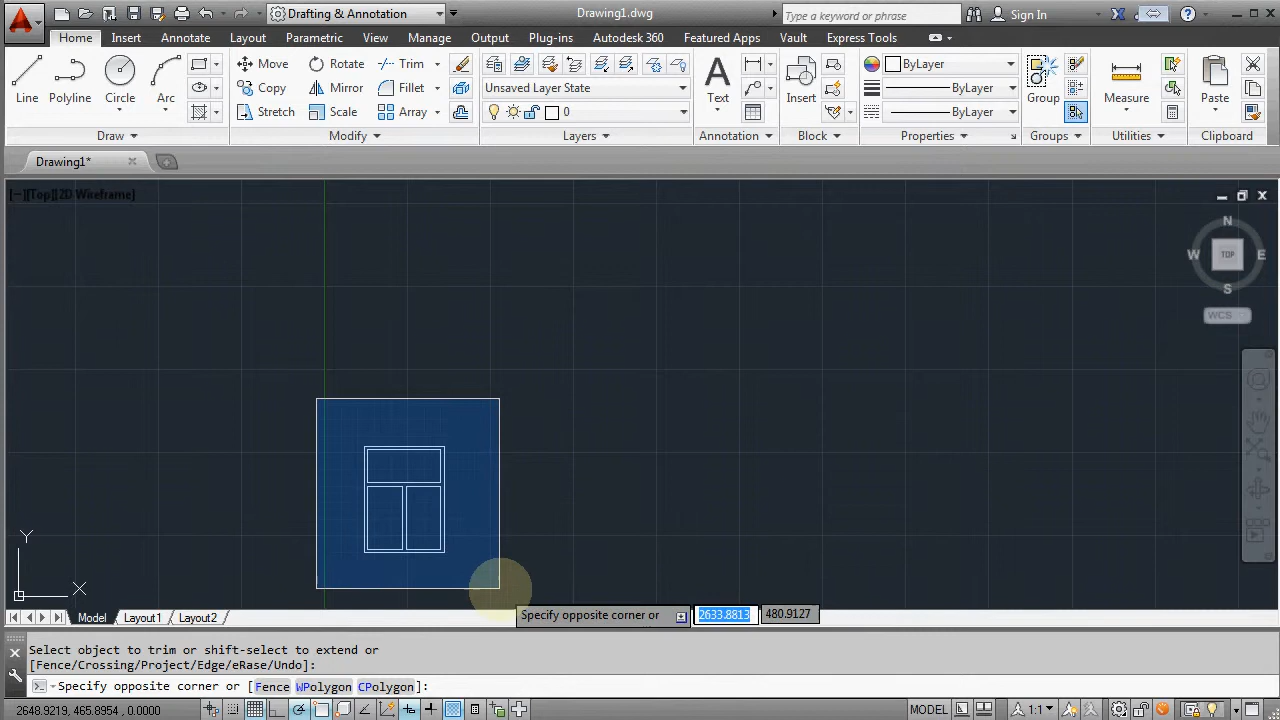 Drafting & Annotation
Drawing1.dwg
Type a keyword or phrase
Sign In
Home Insert Annotate Layout Parametric View Manage Output Plug-ins Autodesk 360 Featured Apps Vault Express Tools
Move Rotate Trim
Unsaved Layer State
Copy Mirror Fillet
Line Polyline Circle Arc
Stretch Scale Array
0
Text
Insert
ByLayer
ByLayer
ByLayer
Group
Measure
Paste
Draw Modify Layers Annotation Block Properties Groups Utilities Clipboard
Drawing1*
[−][Top][2D Wireframe]
N
W TOP E
S
WCS
Y
X
Specify opposite corner or 2633.8813 480.9127
Model Layout1 Layout2
Select object to trim or shift-select to extend or
[Fence/Crossing/Project/Edge/eRase/Undo]:
Specify opposite corner or [Fence WPolygon CPolygon]:
2648.9219, 465.8954, 0.0000 MODEL 1:1